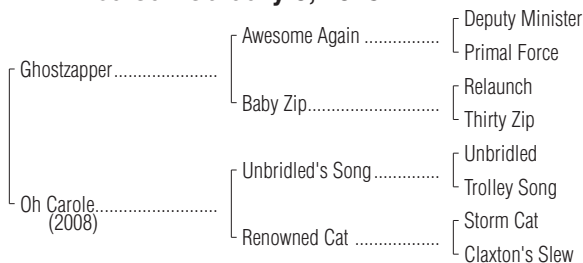 Deputy Minister
Awesome Again ................
Primal Force
Ghostzapper.....................
Relaunch
Baby Zip...........................
Thirty Zip
Unbridled
Unbridled's Song..............
Trolley Song
Oh Carole.........................
(2008)
Storm Cat
Renowned Cat .................
Claxton's Slew